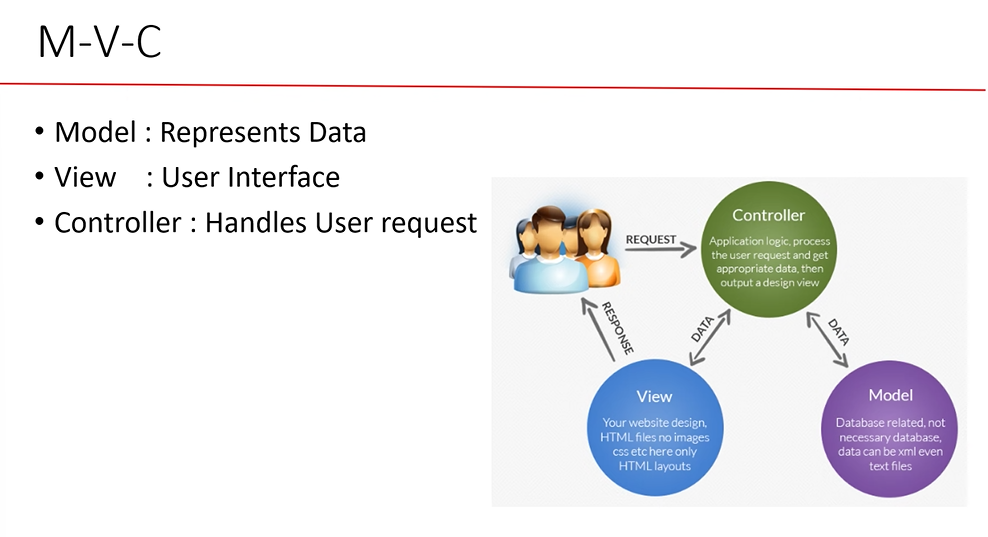 M-V-C
• Model : Represents Data
• View : User Interface
• Controller : Handles User request
REQUEST
Controller
Application logic, process
the user request and get
appropriate data, then
output a design view
RESPONSE
DATA
DATA
View
Your website design,
HTML files no images
css etc here only
HTML layouts
Model
Database related, not
necessary database,
data can be xml even
text files